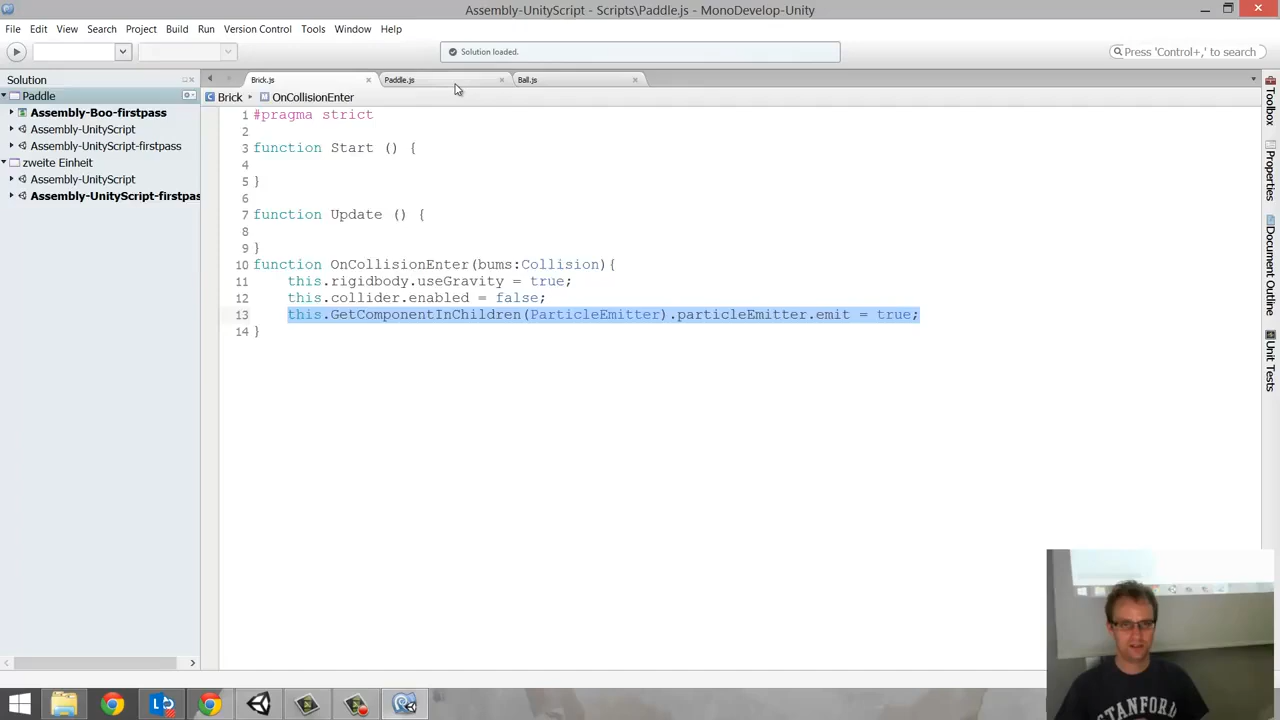 Assembly-UnityScript - Scripts\Paddle.js - MonoDevelop-Unity
File Edit View Search Project Build Run Version Control Tools Window Help
Solution loaded.
Press 'Control+,' to search
Solution
Brick.js Paddle.js Ball.js
Paddle
Assembly-Boo-firstpass
Assembly-UnityScript
Assembly-UnityScript-firstpass
zweite Einheit
Assembly-UnityScript
Assembly-UnityScript-firstpas
Brick OnCollisionEnter
1 #pragma strict
2
3 function Start () {
4
5 }
6
7 function Update () {
8
9 }
10 function OnCollisionEnter(bums:Collision){
11 this.rigidbody.useGravity = true;
12 this.collider.enabled = false;
13 this.GetComponentInChildren(ParticleEmitter).particleEmitter.emit = true;
14 }
Toolbox
Properties
Document Outline
Unit Tests
STANFORD